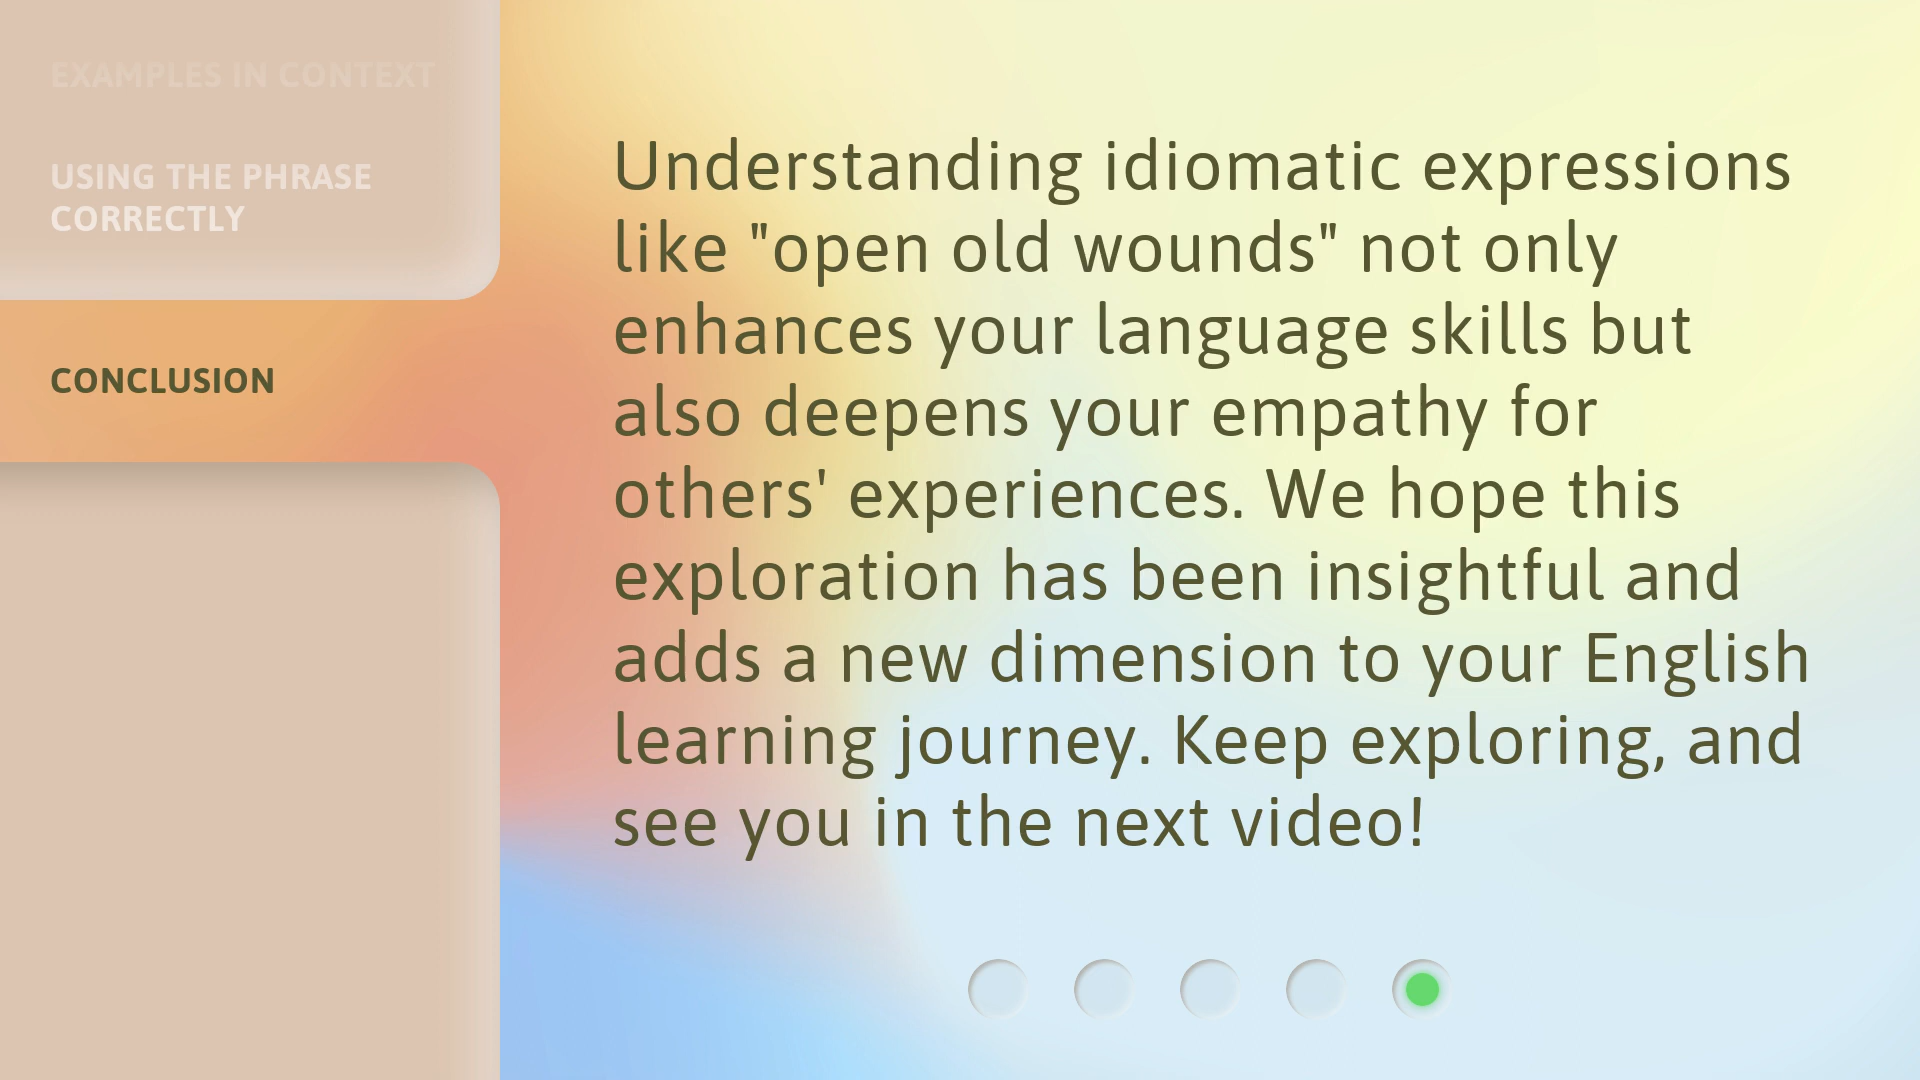 EXAMPLES IN CONTEXT
USING THE PHRASE
CORRECTLY
CONCLUSION
Understanding idiomatic expressions
like "open old wounds" not only
enhances your language skills but
also deepens your empathy for
others' experiences. We hope this
exploration has been insightful and
adds a new dimension to your English
learning journey. Keep exploring, and
see you in the next video!